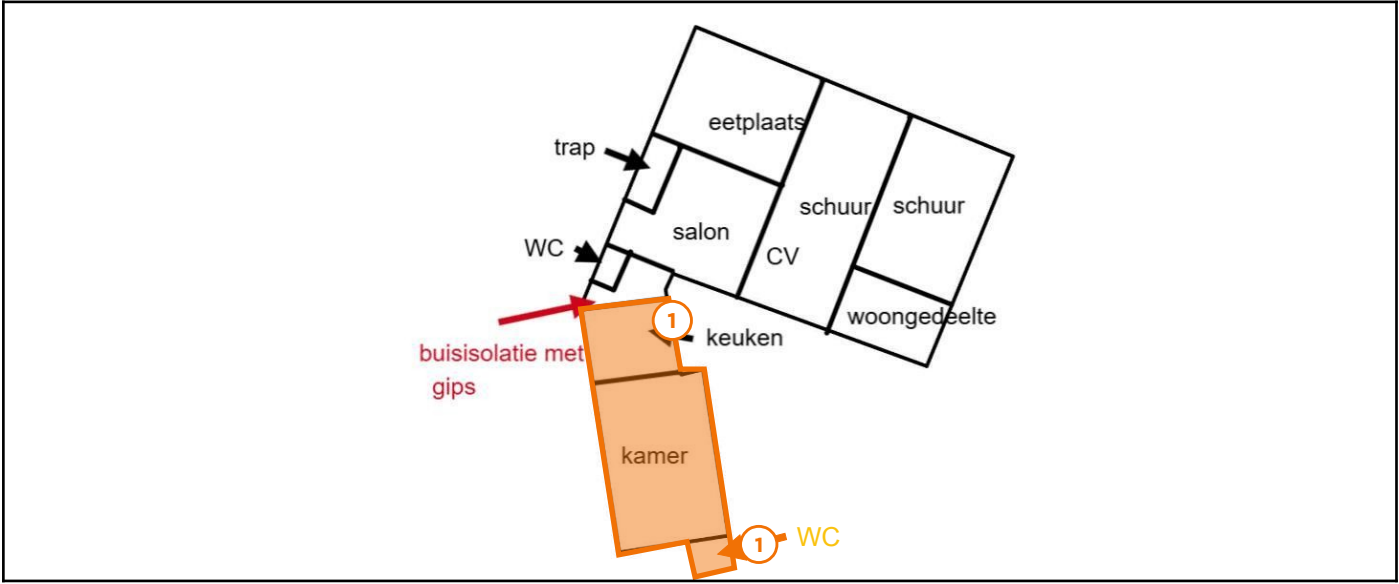 eetplaats
trap
schuur
schuur
salon
WC
CV
woongedeelte
1
keuken
buisisolatie met
gips
kamer
WC
1